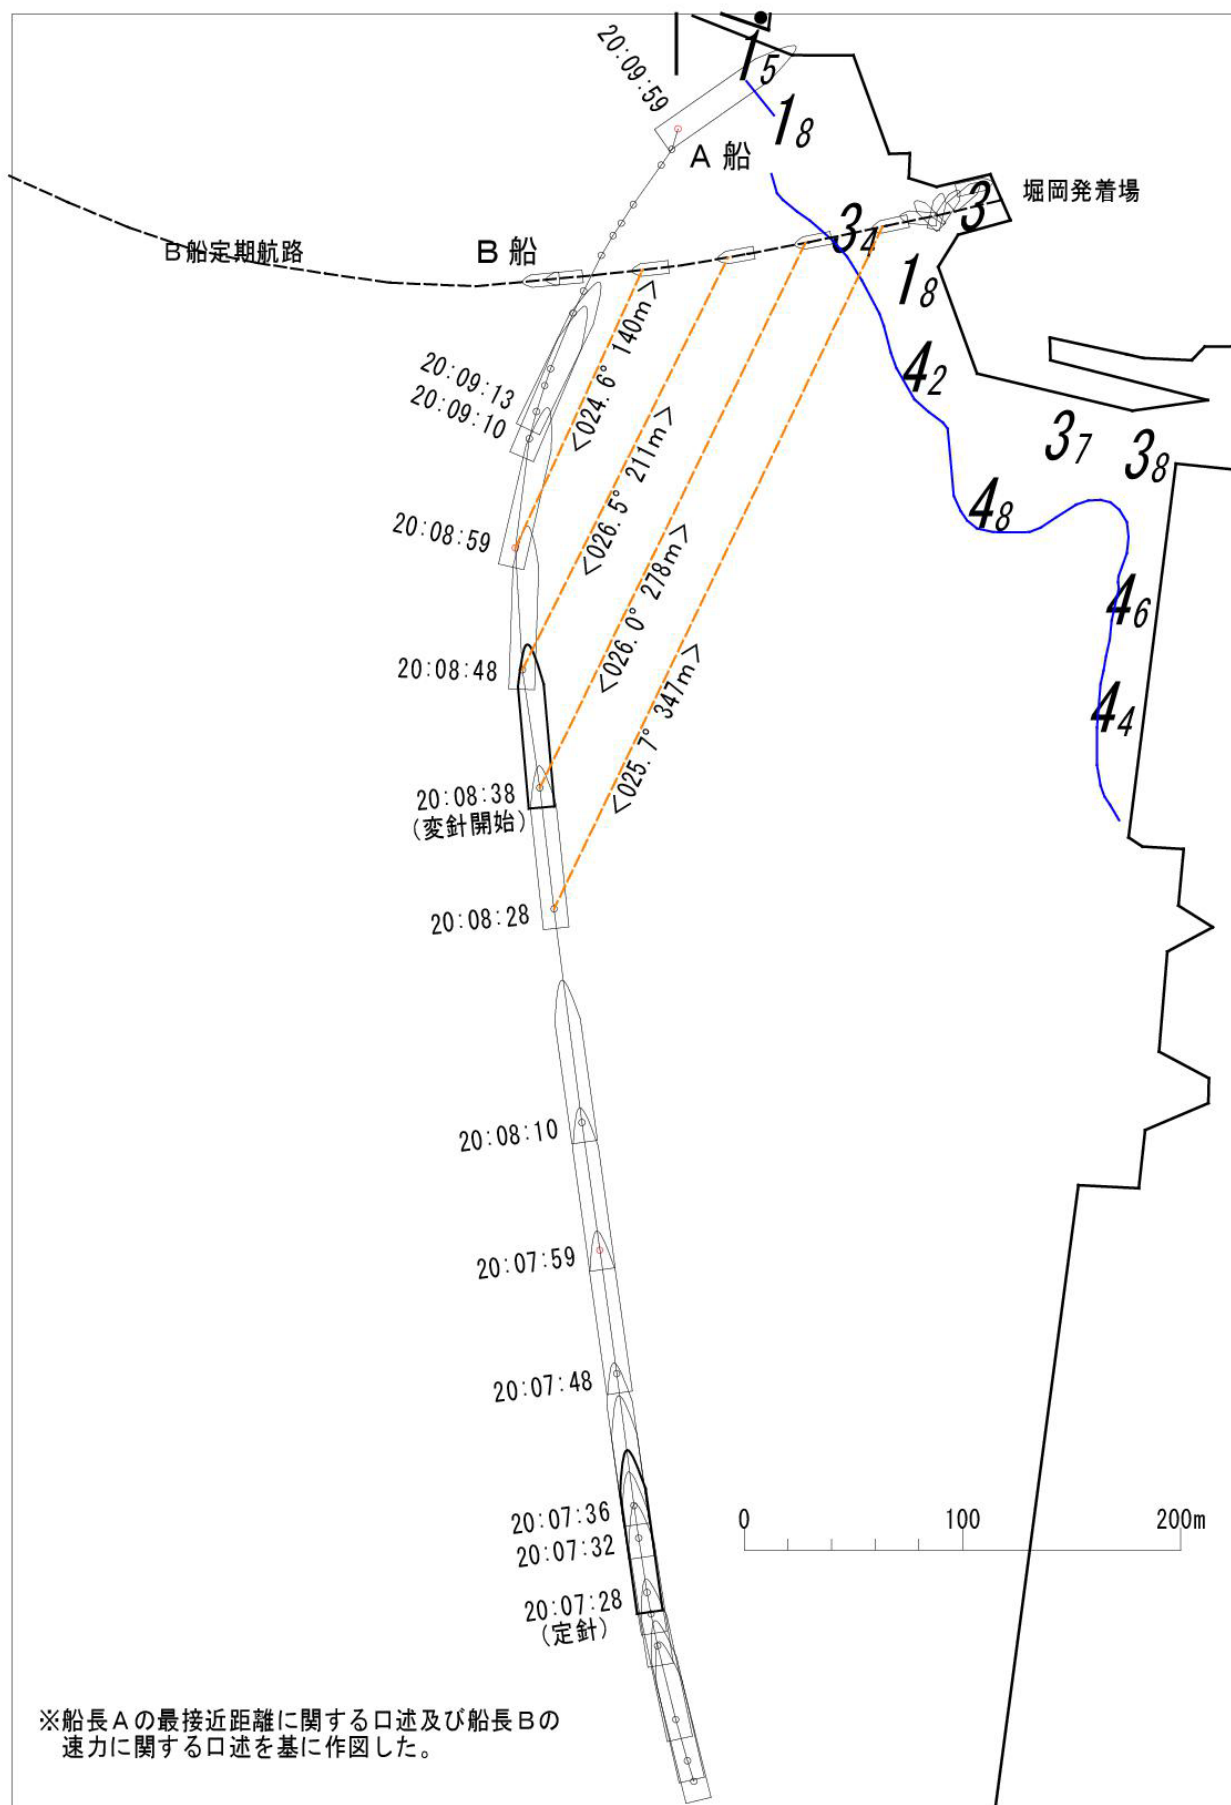 20:09:59
1₅
1₈
A 船
堀岡発着場
3
B船定期航路
B 船
3₄
1₈
20:09:13
20:09:10
<024.6° 140m>
4₂
3₇
3₈
<026.5° 211m>
20:08:59
4₈
<026.0° 278m>
4₆
20:08:48
<025.7° 347m>
4₄
20:08:38
(変針開始)
20:08:28
20:08:10
20:07:59
20:07:48
20:07:36
20:07:32
0 100 200m
20:07:28
(定針)
※船長Aの最接近距離に関する口述及び船長Bの
速力に関する口述を基に作図した。